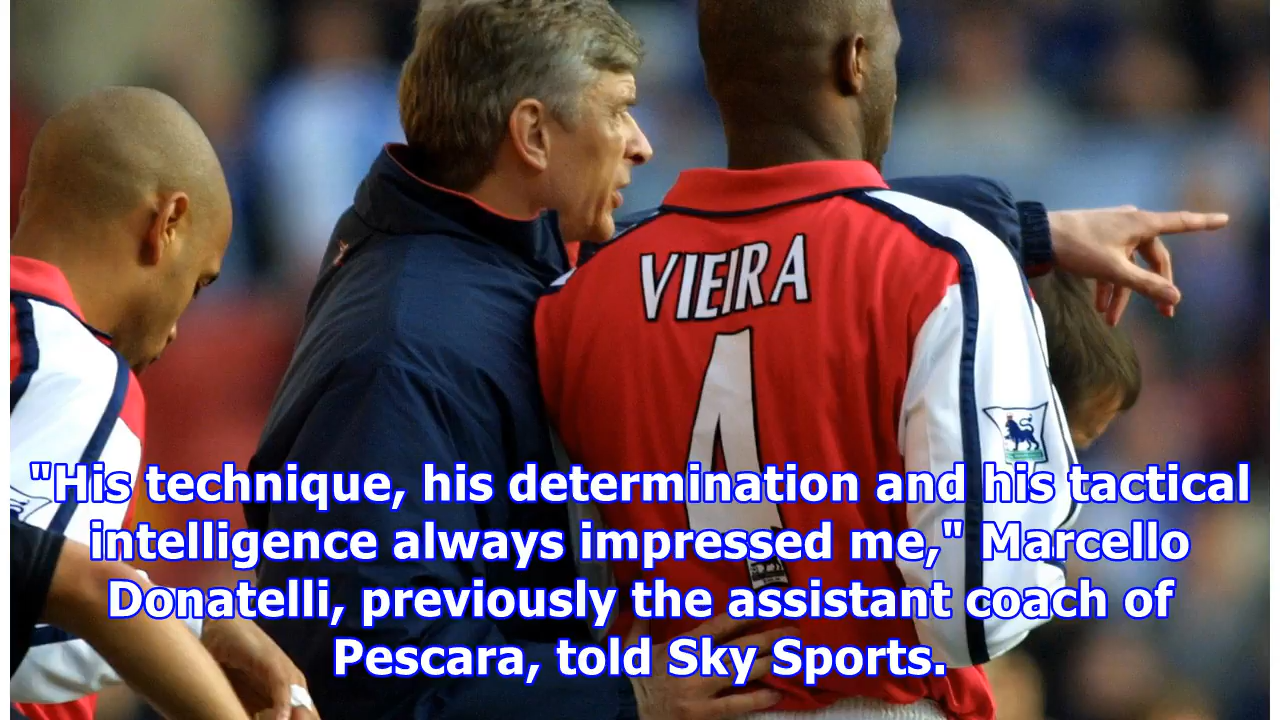 VIEIRA
4
"His technique, his determination and his tactical
intelligence always impressed me," Marcello
Donatelli, previously the assistant coach of
Pescara, told Sky Sports.